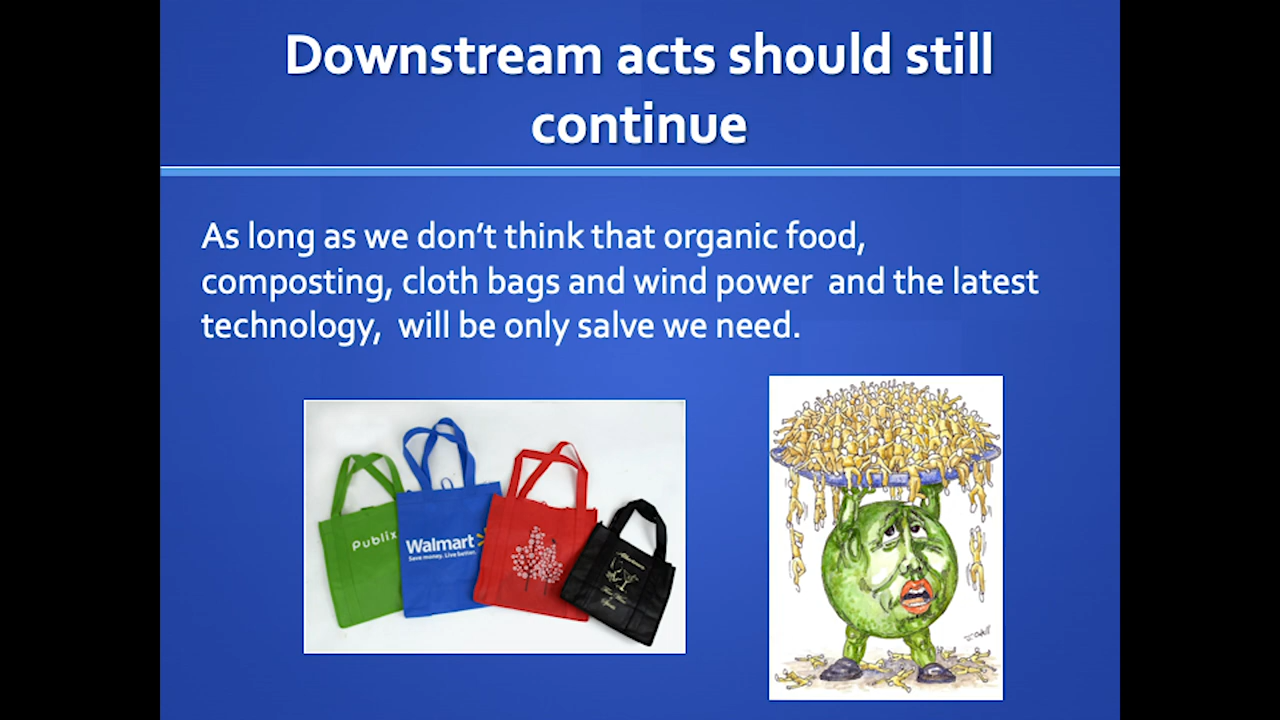 Downstream acts should still
continue
As long as we don't think that organic food,
composting, cloth bags and wind power  and the latest
technology,  will be only salve we need.
Publix
Walmart
Save money. Live better.